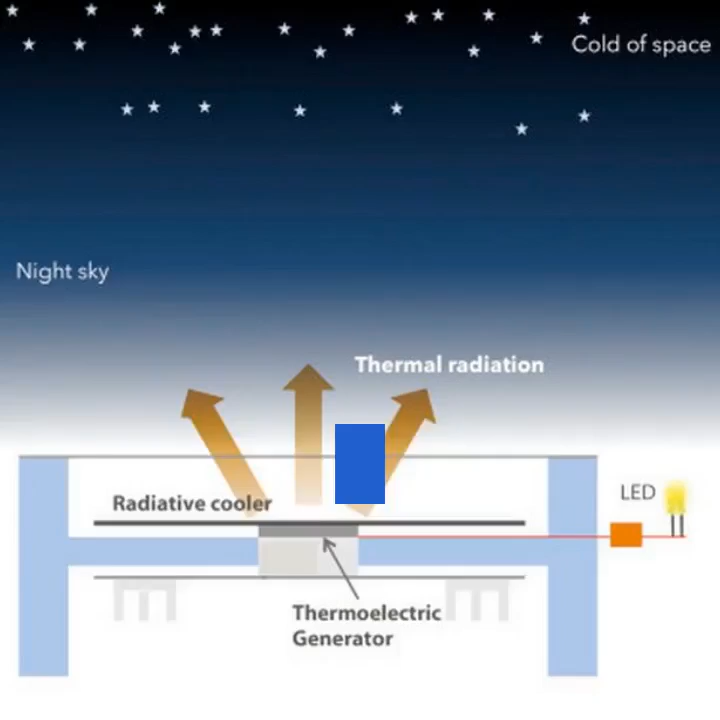 Cold of space
Night sky
Thermal radiation
Radiative cooler
LED
Thermoelectric
Generator